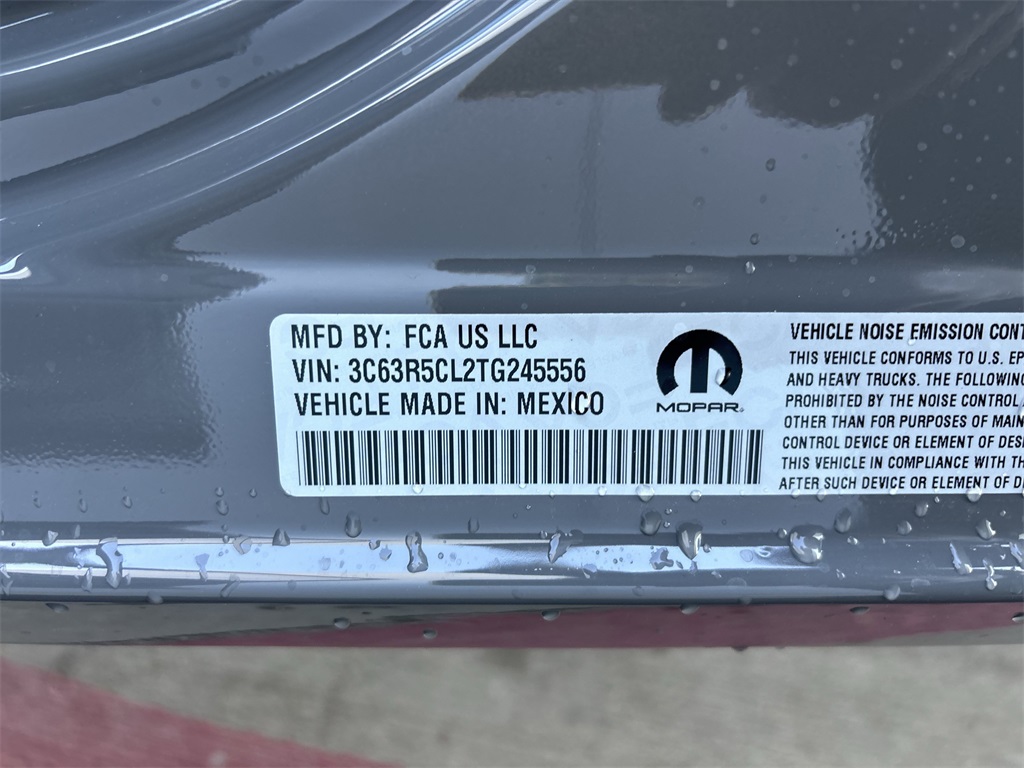 MFD BY: FCA US LLC
VIN: 3C63R5CL2TG245556
VEHICLE MADE IN: MEXICO
MOPAR
VEHICLE NOISE EMISSION CONT
THIS VEHICLE CONFORMS TO U.S. EP
AND HEAVY TRUCKS. THE FOLLOWING
PROHIBITED BY THE NOISE CONTROL
OTHER THAN FOR PURPOSES OF MAIN
CONTROL DEVICE OR ELEMENT OF DESI
THIS VEHICLE IN COMPLIANCE WITH TH
AFTER SUCH DEVICE OR ELEMENT OF D